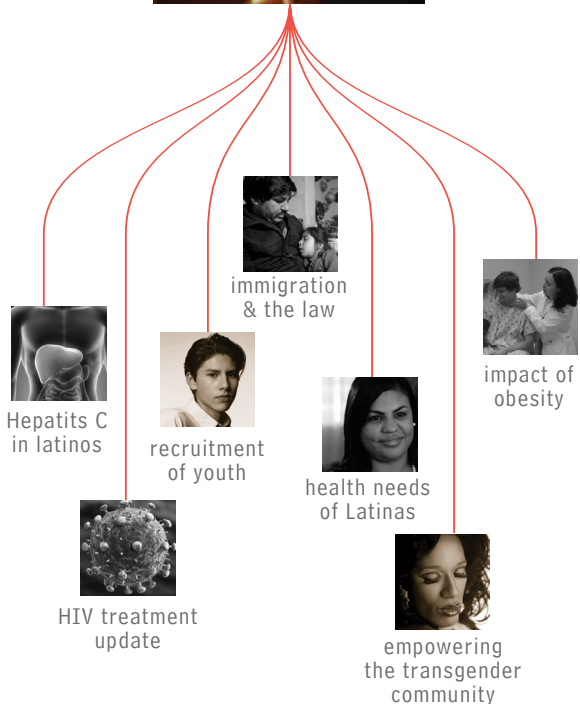 immigration
& the law
impact of
obesity
Hepatits C
in latinos
recruitment
of youth
health needs
of Latinas
HIV treatment
update
empowering
the transgender
community